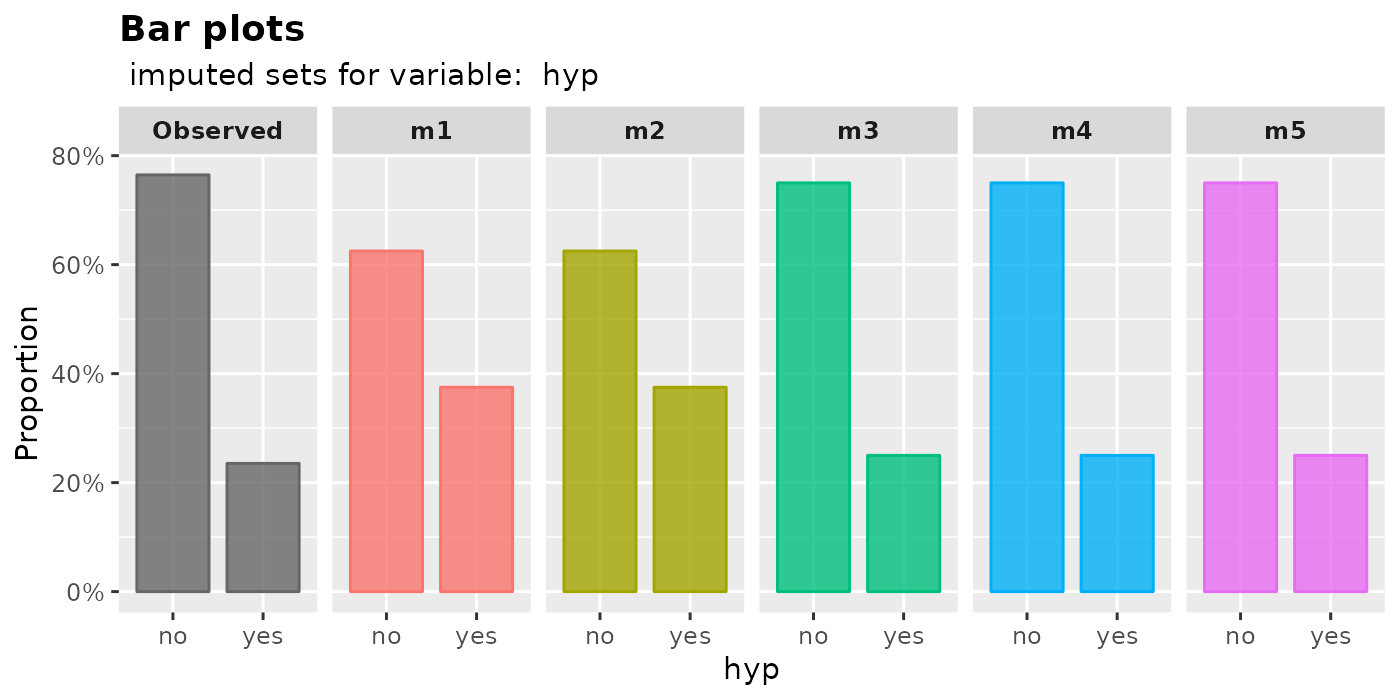 Bar plots
imputed sets for variable:  hyp
Observed m1 m2 m3 m4 m5
80%
60%
40%
20%
0%
Proportion
no yes no yes no yes no yes no yes no yes
hyp